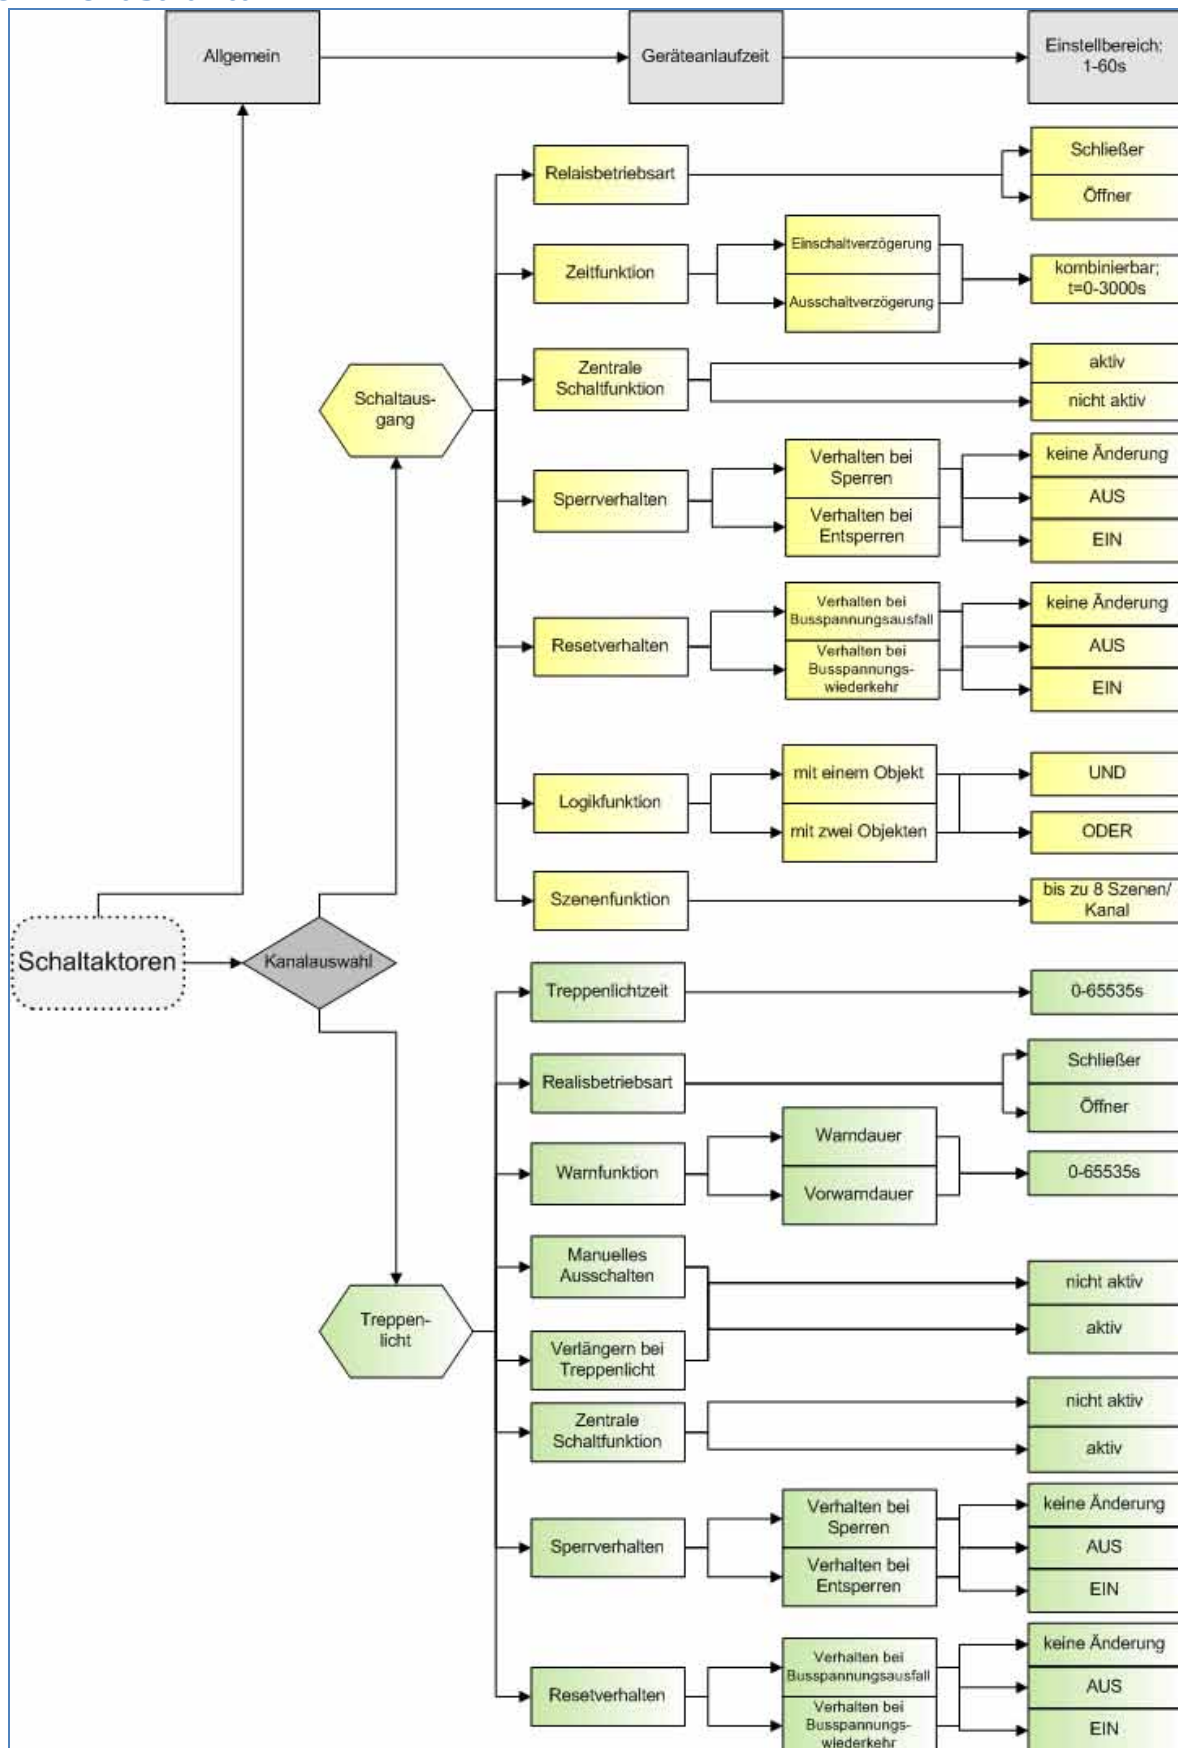 Allgemein
Geräteanlaufzeit
Einstellbereich:
1-60s
Relaisbetriebsart
Schließer
Öffner
Zeitfunktion
Einschaltverzögerung
Ausschaltverzögerung
kombinierbar;
t=0-3000s
Zentrale
Schaltfunktion
aktiv
nicht aktiv
Schaltaus-
gang
Sperrverhalten
Verhalten bei
Sperren
Verhalten bei
Entsperren
keine Änderung
AUS
EIN
Resetverhalten
Verhalten bei
Busspannungsausfall
Verhalten bei
Busspannungs-
wiederkehr
keine Änderung
AUS
EIN
Logikfunktion
mit einem Objekt
mit zwei Objekten
UND
ODER
Szenenfunktion
bis zu 8 Szenen/
Kanal
Schaltaktoren
Kanalauswahl
Treppenlichtzeit
0-65535s
Realisbetriebsart
Schließer
Öffner
Warnfunktion
Warndauer
Vorwarndauer
0-65535s
Manuelles
Ausschalten
nicht aktiv
aktiv
Treppen-
licht
Verlängern bei
Treppenlicht
Zentrale
Schaltfunktion
nicht aktiv
aktiv
Sperrverhalten
Verhalten bei
Sperren
Verhalten bei
Entsperren
keine Änderung
AUS
EIN
Resetverhalten
Verhalten bei
Busspannungsausfall
Verhalten bei
Busspannungs-
wiederkehr
keine Änderung
AUS
EIN